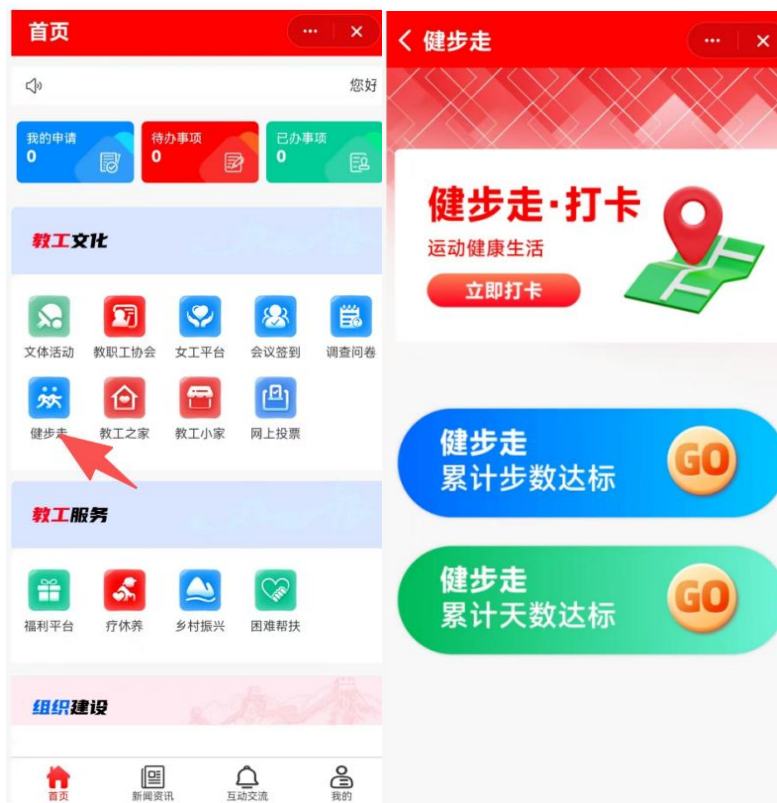 首页
您好
我的申请
0
待办事项
0
已办事项
0
教工文化
文体活动
教职工协会
女工平台
会议签到
调查问卷
健步走
教工之家
教工小家
网上投票
教工服务
福利平台
疗休养
乡村振兴
困难帮扶
组织建设
首页
新闻资讯
互动交流
我的
健步走
健步走·打卡
运动健康生活
立即打卡
健步走
累计步数达标
GO
健步走
累计天数达标
GO